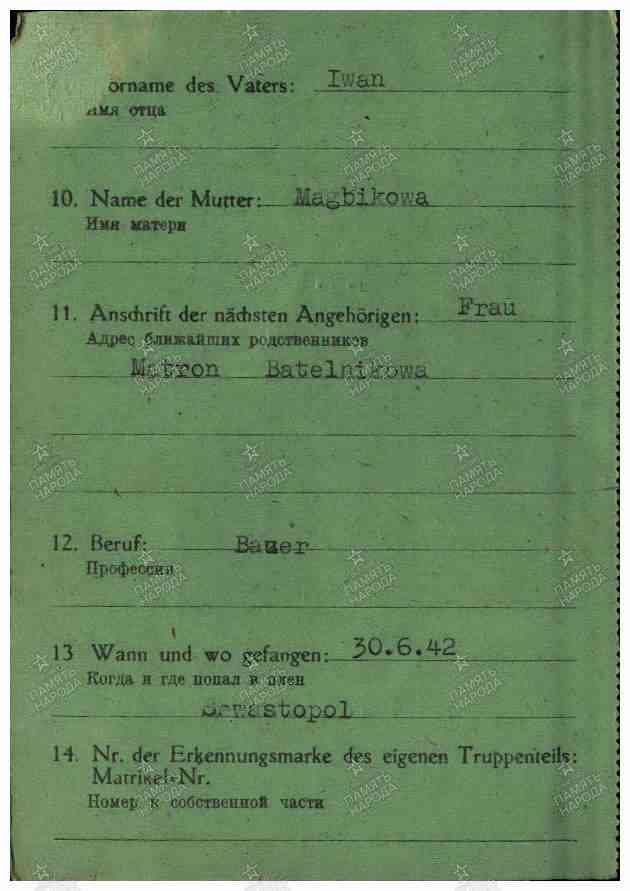 orname des Vaters: Iwan
Имя отца
10. Name der Mutter: Magbikowa
Имя матери
11. Anschrift der nächsten Angehörigen: Frau
Адрес ближайших родственников
Matron Batelnikowa
12. Beruf: Bauer
Профессия
13 Wann und wo gefangen: 30.6.42
Когда и где попал в плен
Sewastopol
14. Nr. der Erkennungsmarke des eigenen Truppenteils:
Matrikel-Nr.
Номер к собственной части
ПАМЯТЬ НАРОДА